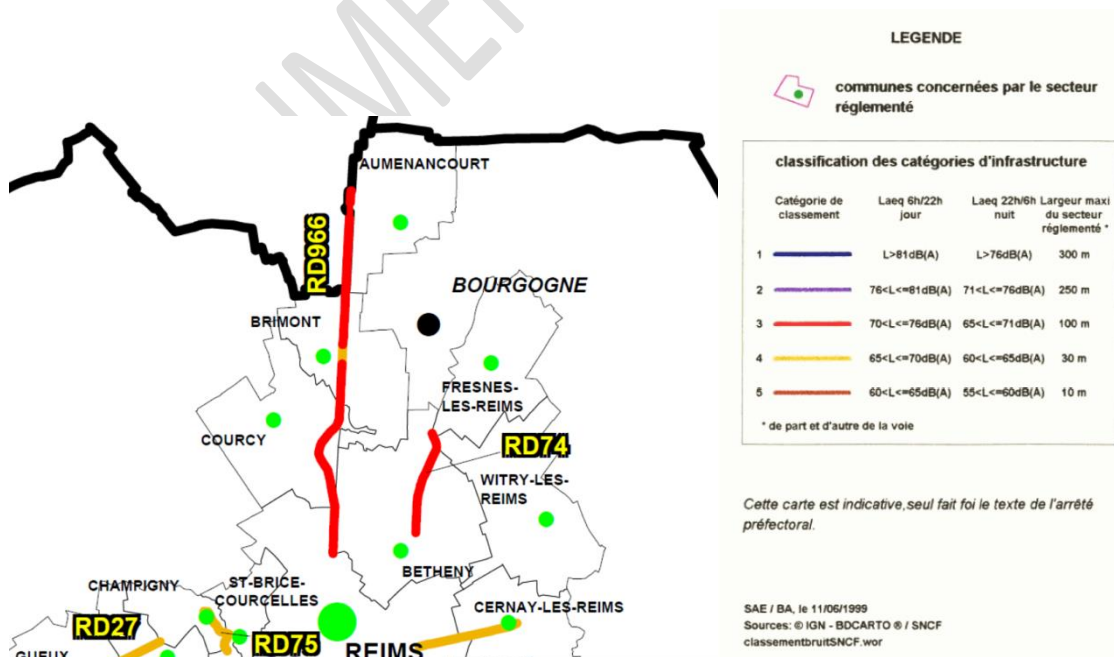 IMEN
AUMENANCOURT
RD966
BOURGOGNE
BRIMONT
FRESNES-
LES-REIMS
COURCY
RD74
WITRY-LES-
REIMS
BETHENY
CHAMPIGNY
ST-BRICE-
COURCELLES
CERNAY-LES-REIMS
RD27
RD75
REIMS
GUEUX
LEGENDE
communes concernées par le secteur
réglementé
classification des catégories d'infrastructure
Catégorie de classement Laeq 6h/22h jour Laeq 22h/6h nuit Largeur maxi du secteur réglementé *
1 L>81dB(A) L>76dB(A) 300 m
2 76<L<=81dB(A) 71<L<=76dB(A) 250 m
3 70<L<=76dB(A) 65<L<=71dB(A) 100 m
4 65<L<=70dB(A) 60<L<=65dB(A) 30 m
5 60<L<=65dB(A) 55<L<=60dB(A) 10 m
* de part et d'autre de la voie
Cette carte est indicative,seul fait foi le texte de l'arrêté
préfectoral.
SAE / BA, le 11/06/1999
Sources: © IGN - BDCARTO ® / SNCF
classementbruitSNCF.wor